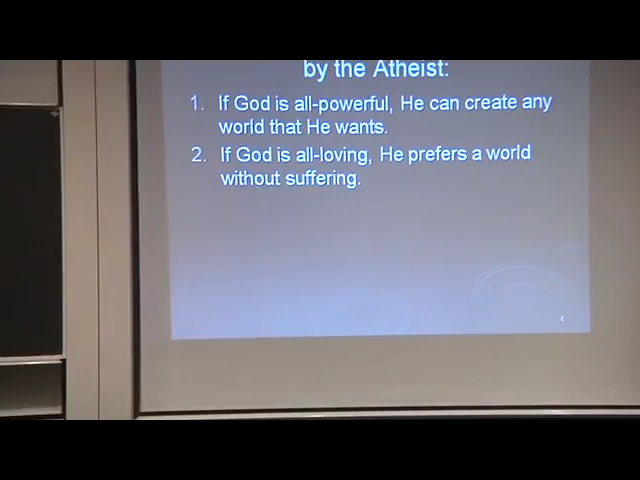 by the Atheist:
1. If God is all-powerful, He can create any
world that He wants.
2. If God is all-loving, He prefers a world
without suffering.
4